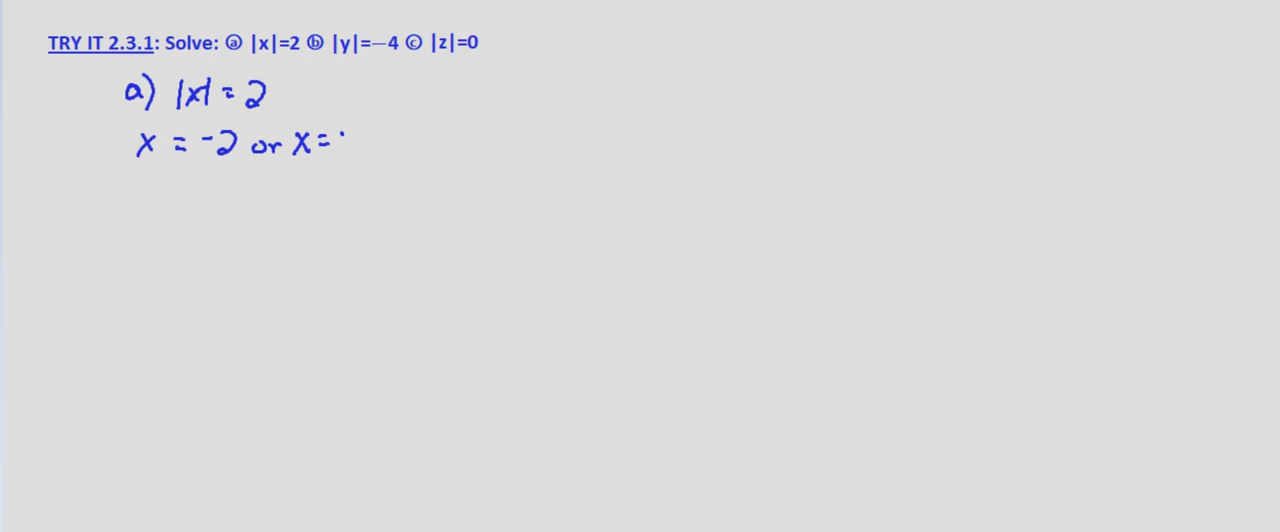 TRY IT 2.3.1: Solve: ⓐ |x|=2 ⓑ |y|=−4 ⓒ |z|=0
a) |x| = 2
x = -2 or x =